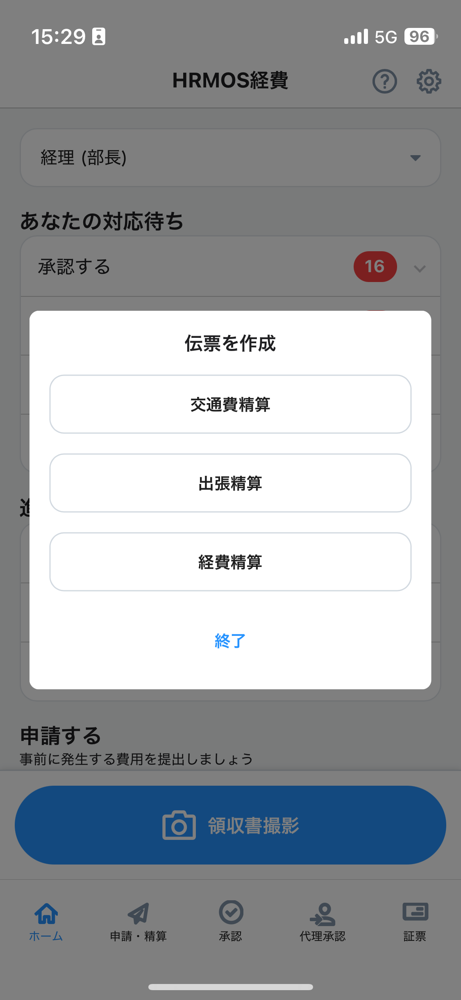 15:29
5G
96
HRMOS経費
経理 (部長)
あなたの対応待ち
承認する
16
伝票を作成
交通費精算
出張精算
経費精算
終了
申請する
事前に発生する費用を提出しましょう
領収書撮影
ホーム
申請・精算
承認
代理承認
証票